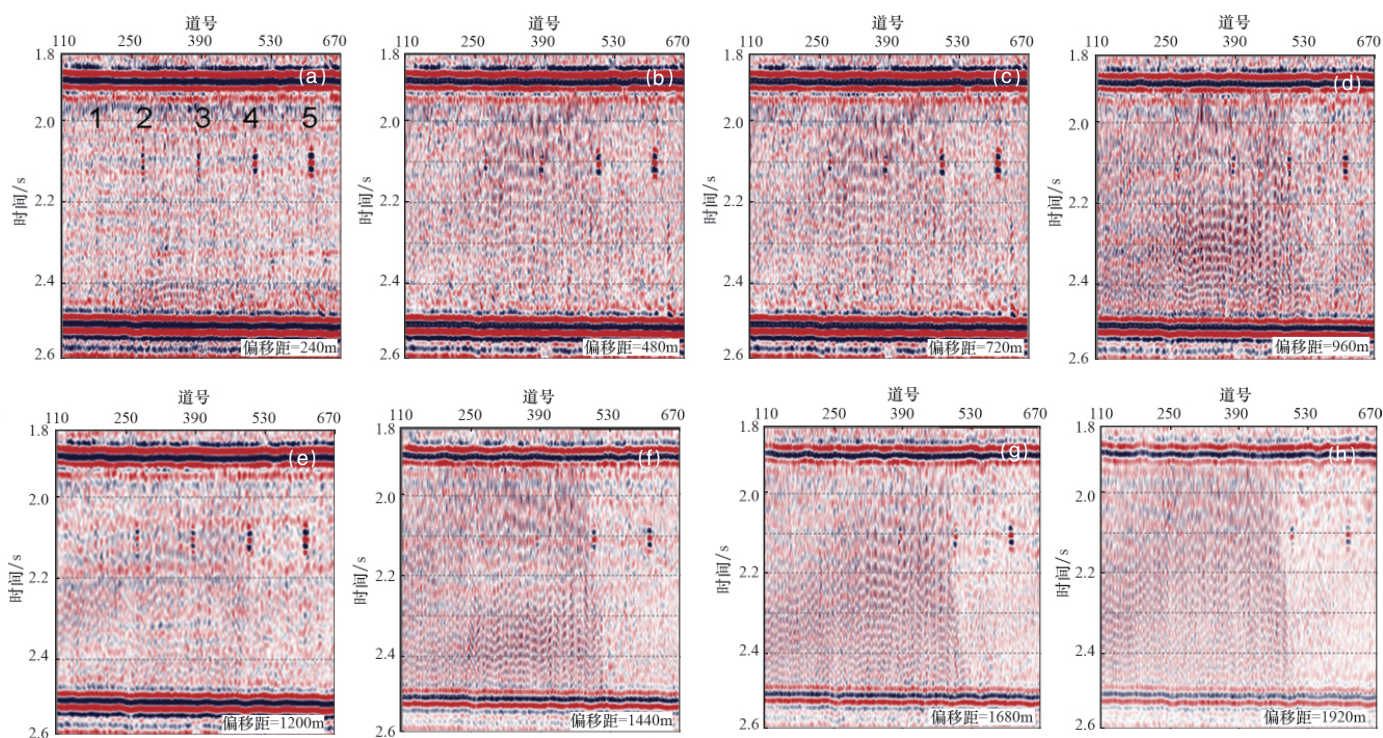 道号 道号 道号 道号
110 250 390 530 670 110 250 390 530 670 110 250 390 530 670 110 250 390 530 670
1.8 (a) 1.8 (b) 1.8 (c) 1.8 (d)
1 2 3 4 5
2.0 2.0 2.0 2.0
时间/s 时间/s 时间/s 时间/s
2.2 2.2 2.2 2.2
2.4 2.4 2.4 2.4
偏移距=240m 偏移距=480m 偏移距=720m 偏移距=960m
2.6 2.6 2.6 2.6
道号 道号 道号 道号
110 250 390 530 670 110 250 390 530 670 110 250 390 530 670 110 250 390 530 670
1.8 (e) 1.8 (f) 1.8 (g) 1.8 (h)
2.0 2.0 2.0 2.0
时间/s 时间/s 时间/s 时间/s
2.2 2.2 2.2 2.2
2.4 2.4 2.4 2.4
偏移距=1200m 偏移距=1440m 偏移距=1680m 偏移距=1920m
2.6 2.6 2.6 2.6